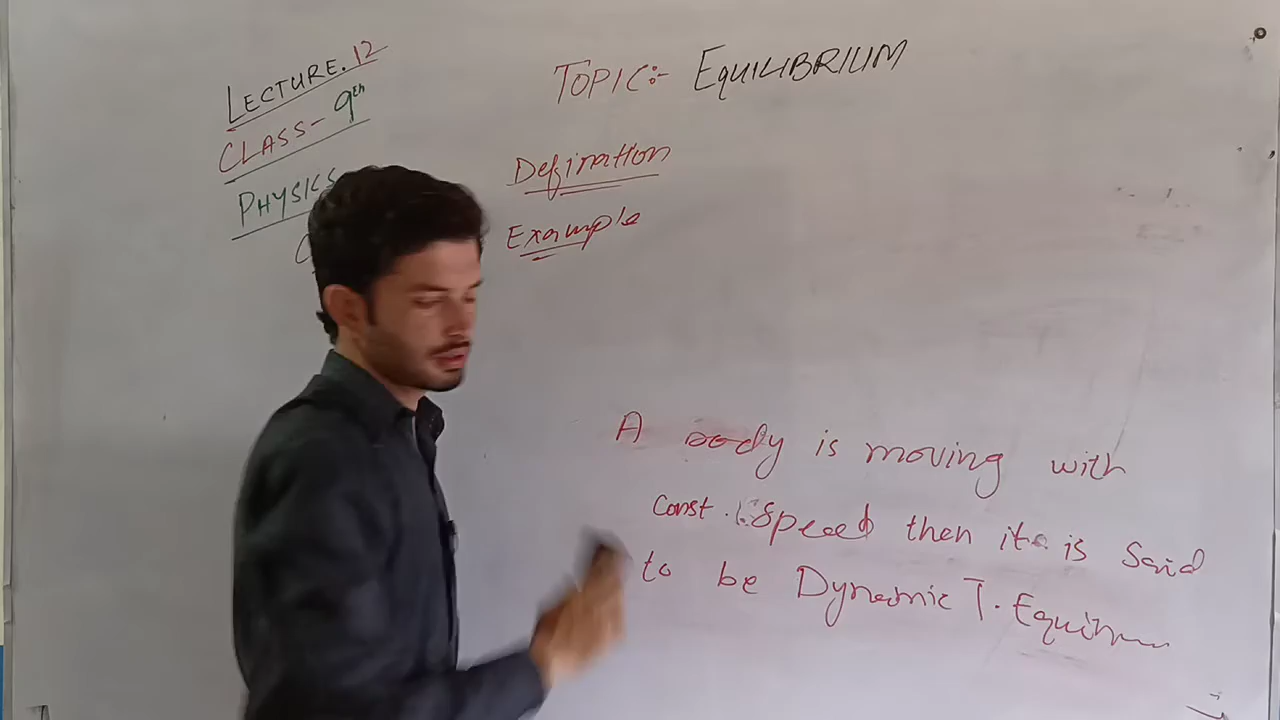 LECTURE.12
CLASS- 9th
PHYSICS
TOPIC:- EQUILIBRIUM
Defination
Example
A body is moving with
Const. Speed then it is Said
to be Dynamic T.